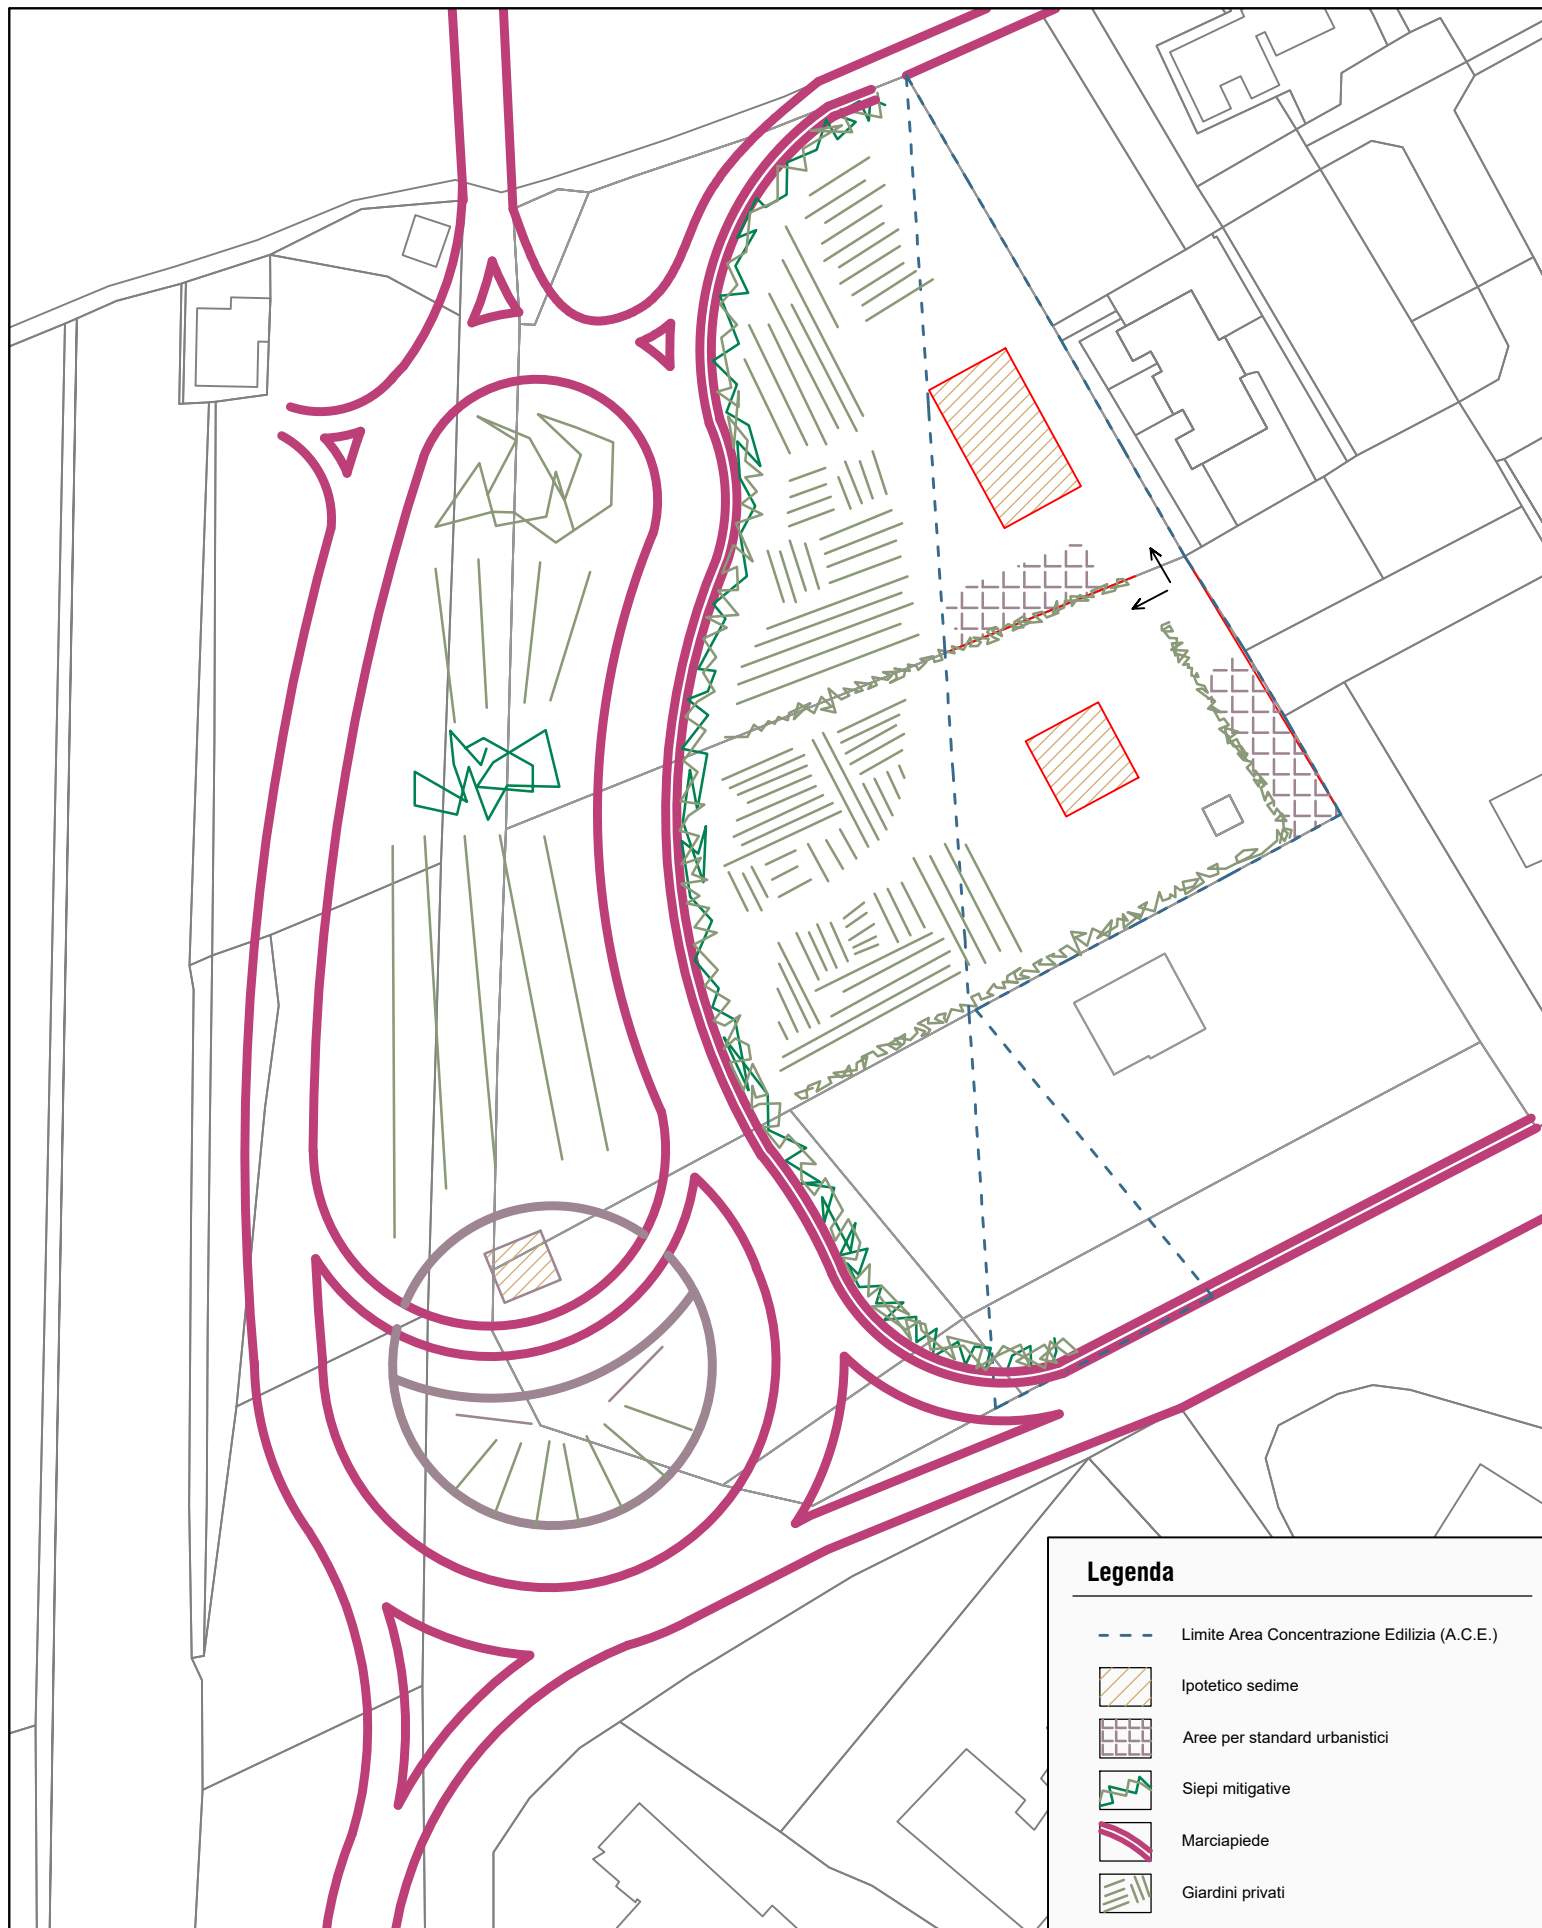 Legenda
Limite Area Concentrazione Edilizia (A.C.E.)
Ipotetico sedime
Aree per standard urbanistici
Siepi mitigative
Marciapiede
Giardini privati